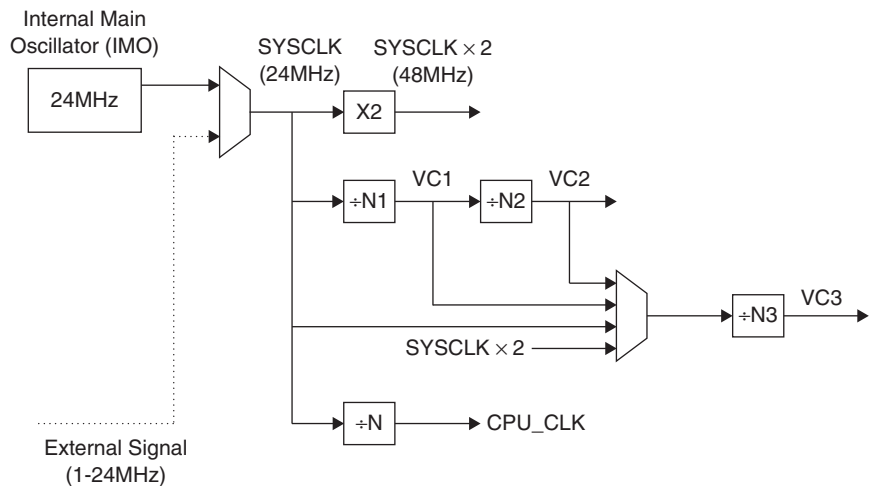 Internal Main
Oscillator (IMO)
24MHz
SYSCLK
(24MHz)
SYSCLK × 2
(48MHz)
X2
÷N1
VC1
÷N2
VC2
SYSCLK × 2
÷N3
VC3
÷N
CPU_CLK
External Signal
(1-24MHz)